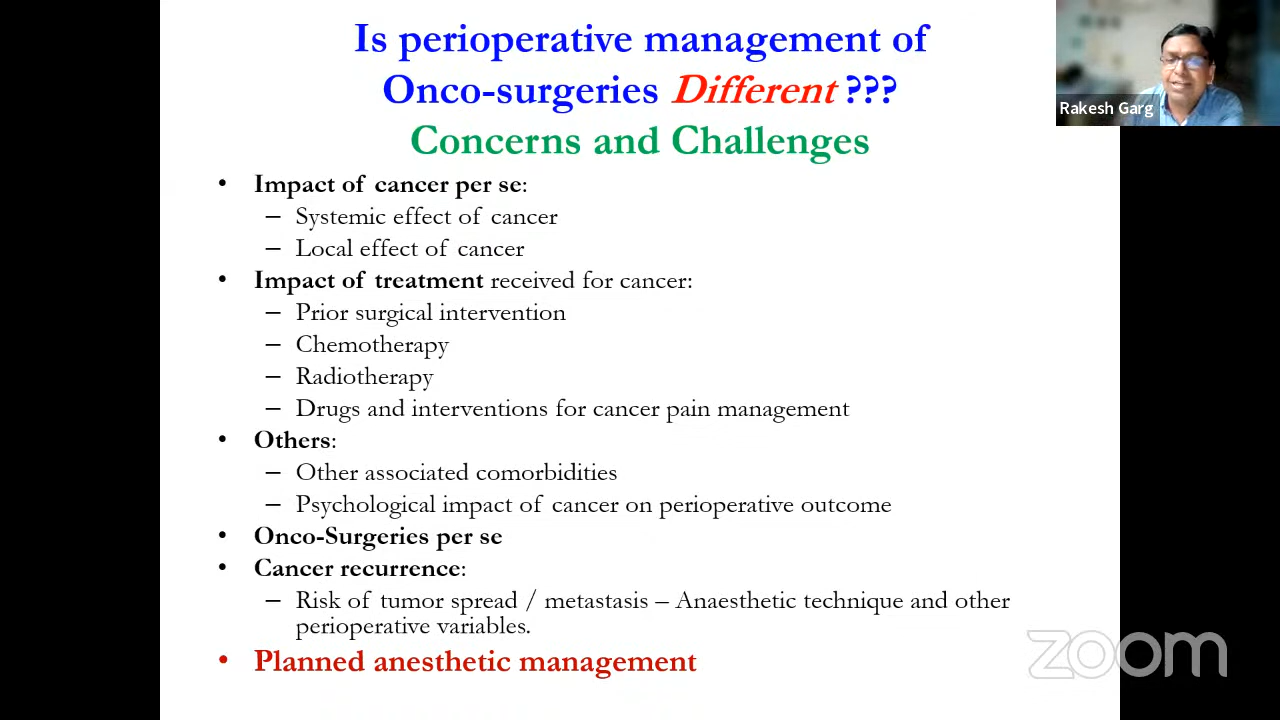 Is perioperative management of
Onco-surgeries Different ???
Concerns and Challenges
• Impact of cancer per se:
– Systemic effect of cancer
– Local effect of cancer
• Impact of treatment received for cancer:
– Prior surgical intervention
– Chemotherapy
– Radiotherapy
– Drugs and interventions for cancer pain management
• Others:
– Other associated comorbidities
– Psychological impact of cancer on perioperative outcome
• Onco-Surgeries per se
• Cancer recurrence:
– Risk of tumor spread / metastasis – Anaesthetic technique and other
perioperative variables.
• Planned anesthetic management
Rakesh Garg
zoom